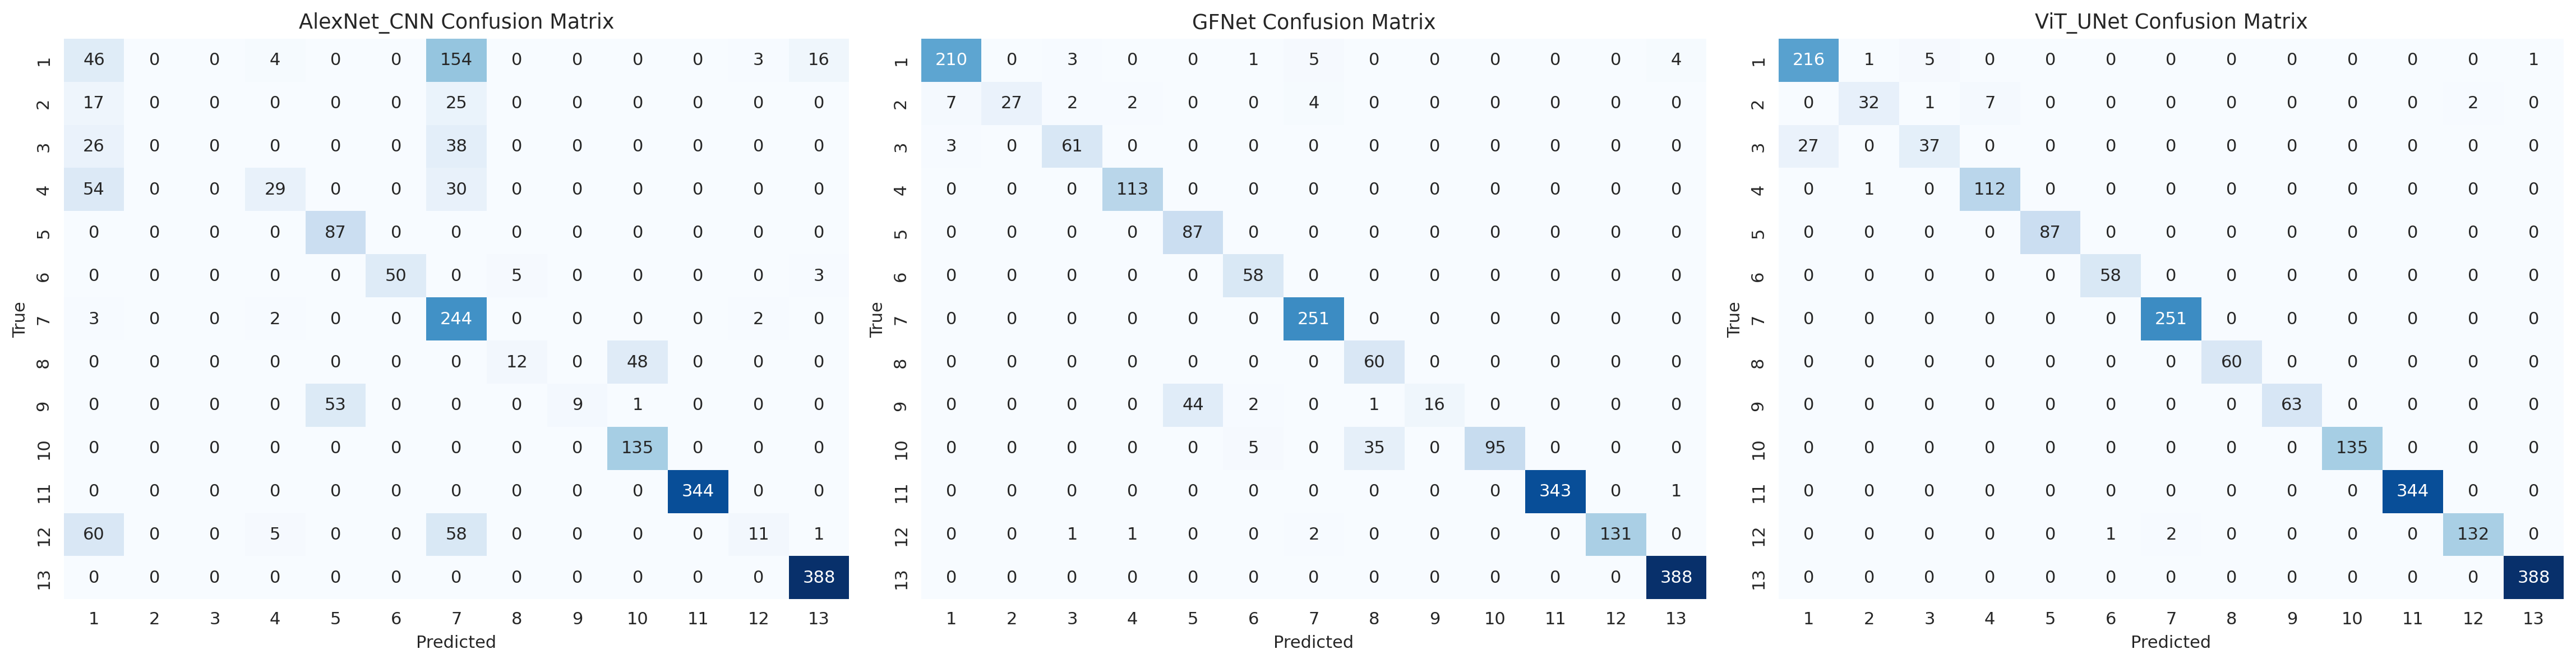 AlexNet_CNN Confusion Matrix
1 46 0 0 4 0 0 154 0 0 0 0 3 16
2 17 0 0 0 0 0 25 0 0 0 0 0 0
3 26 0 0 0 0 0 38 0 0 0 0 0 0
4 54 0 0 29 0 0 30 0 0 0 0 0 0
5 0 0 0 0 87 0 0 0 0 0 0 0 0
6 0 0 0 0 0 50 0 5 0 0 0 0 3
7 3 0 0 2 0 0 244 0 0 0 0 2 0
8 0 0 0 0 0 0 0 12 0 48 0 0 0
9 0 0 0 0 53 0 0 0 9 1 0 0 0
10 0 0 0 0 0 0 0 0 0 135 0 0 0
11 0 0 0 0 0 0 0 0 0 0 344 0 0
12 60 0 0 5 0 0 58 0 0 0 0 11 1
13 0 0 0 0 0 0 0 0 0 0 0 0 388
True
1 2 3 4 5 6 7 8 9 10 11 12 13
Predicted
GFNet Confusion Matrix
1 210 0 3 0 0 1 5 0 0 0 0 0 4
2 7 27 2 2 0 0 4 0 0 0 0 0 0
3 3 0 61 0 0 0 0 0 0 0 0 0 0
4 0 0 0 113 0 0 0 0 0 0 0 0 0
5 0 0 0 0 87 0 0 0 0 0 0 0 0
6 0 0 0 0 0 58 0 0 0 0 0 0 0
7 0 0 0 0 0 0 251 0 0 0 0 0 0
8 0 0 0 0 0 0 0 60 0 0 0 0 0
9 0 0 0 0 44 2 0 1 16 0 0 0 0
10 0 0 0 0 0 5 0 35 0 95 0 0 0
11 0 0 0 0 0 0 0 0 0 0 343 0 1
12 0 0 1 1 0 0 2 0 0 0 0 131 0
13 0 0 0 0 0 0 0 0 0 0 0 0 388
True
1 2 3 4 5 6 7 8 9 10 11 12 13
Predicted
ViT_UNet Confusion Matrix
1 216 1 5 0 0 0 0 0 0 0 0 0 1
2 0 32 1 7 0 0 0 0 0 0 0 2 0
3 27 0 37 0 0 0 0 0 0 0 0 0 0
4 0 1 0 112 0 0 0 0 0 0 0 0 0
5 0 0 0 0 87 0 0 0 0 0 0 0 0
6 0 0 0 0 0 58 0 0 0 0 0 0 0
7 0 0 0 0 0 0 251 0 0 0 0 0 0
8 0 0 0 0 0 0 0 60 0 0 0 0 0
9 0 0 0 0 0 0 0 0 63 0 0 0 0
10 0 0 0 0 0 0 0 0 0 135 0 0 0
11 0 0 0 0 0 0 0 0 0 0 344 0 0
12 0 0 0 0 0 1 2 0 0 0 0 132 0
13 0 0 0 0 0 0 0 0 0 0 0 0 388
True
1 2 3 4 5 6 7 8 9 10 11 12 13
Predicted